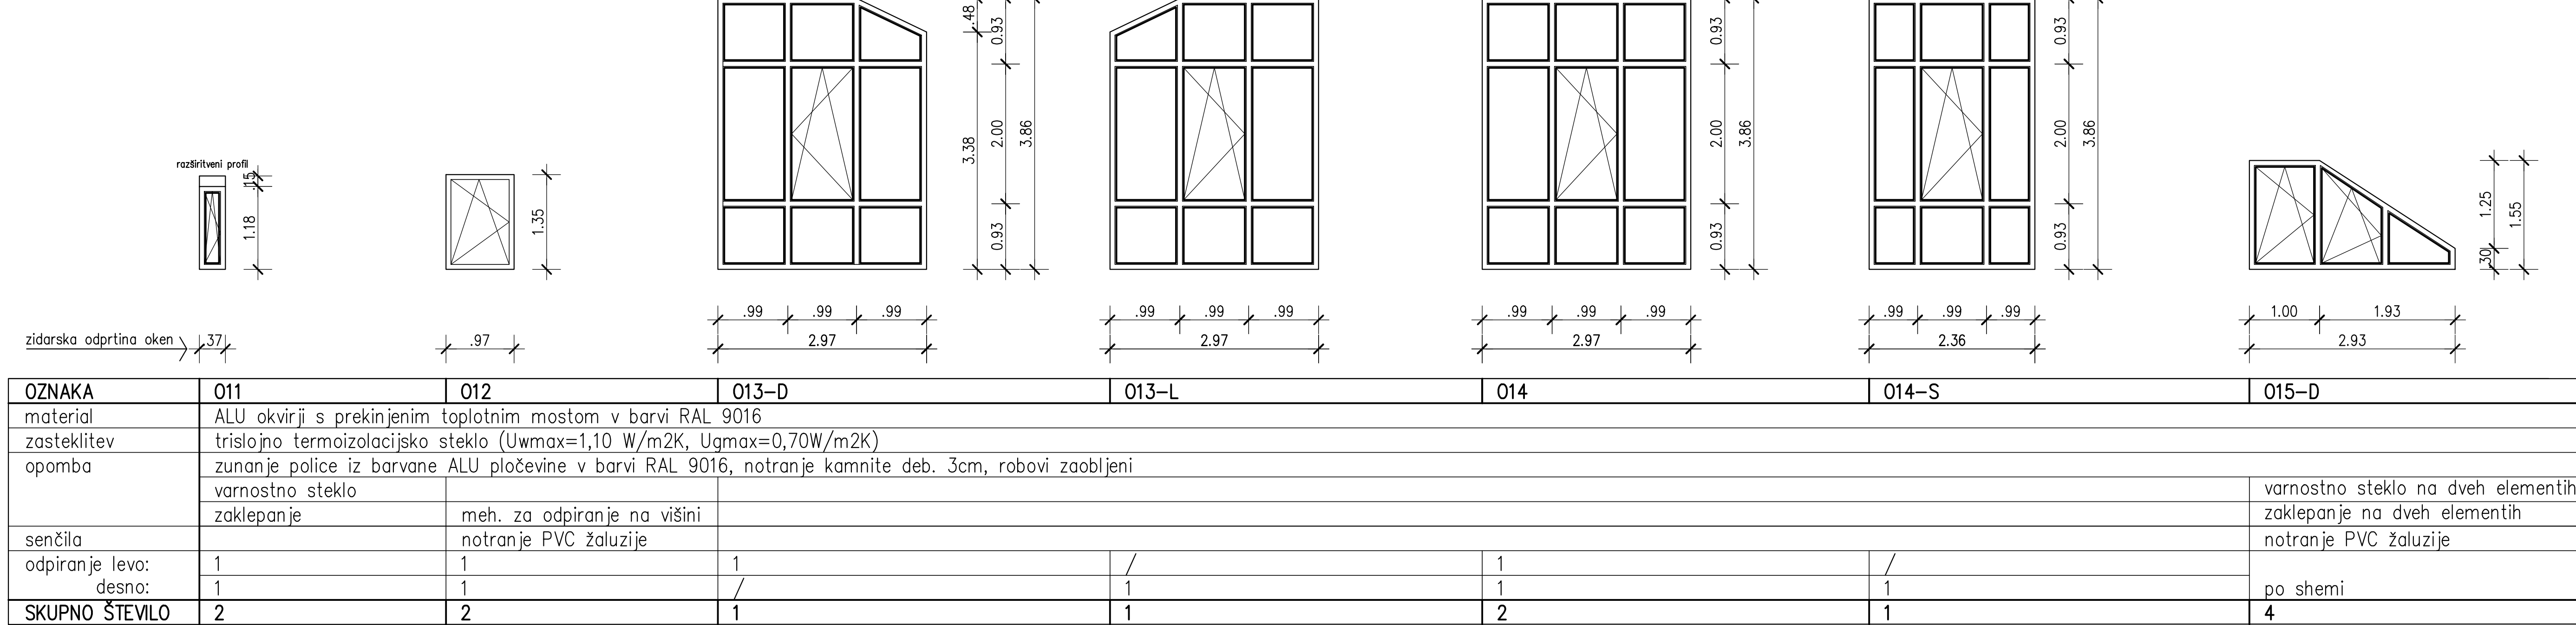 .48
0.93
3.38
2.00
3.86
0.93
0.93
2.00
3.86
0.93
0.93
2.00
3.86
0.93
razširitveni profil
.15
1.18
1.35
1.25
1.55
.30
.99 .99 .99
.99 .99 .99
.99 .99 .99
.99 .99 .99
1.00 1.93
zidarska odprtina oken .37 .97 2.97 2.97 2.97 2.36 2.93
OZNAKA O11 O12 O13-D O13-L O14 O14-S O15-D
material ALU okvirji s prekinjenim toplotnim mostom v barvi RAL 9016
zasteklitev trislojno termoizolacijsko steklo (Uwmax=1,10 W/m2K, Ugmax=0,70W/m2K)
opomba zunanje police iz barvane ALU pločevine v barvi RAL 9016, notranje kamnite deb. 3cm, robovi zaobljeni
varnostno steklo varnostno steklo na dveh elementih
zaklepanje meh. za odpiranje na višini zaklepanje na dveh elementih
senčila notranje PVC žaluzije notranje PVC žaluzije
odpiranje levo: 1 1 1 / 1 /
desno: 1 1 / 1 1 1 po shemi
SKUPNO ŠTEVILO 2 2 1 1 2 1 4